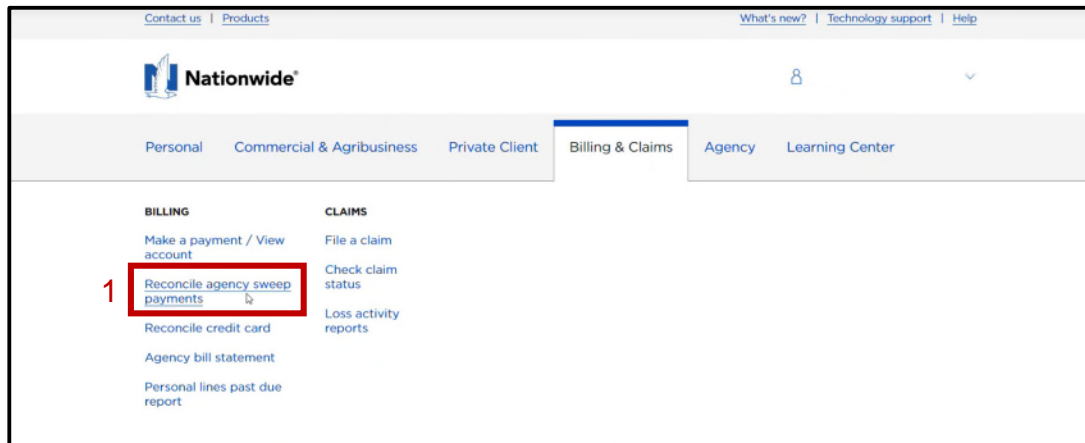 Contact us | Products
What's new? | Technology support | Help
Nationwide®
Personal Commercial & Agribusiness Private Client Billing & Claims Agency Learning Center
BILLING
Make a payment / View
account
Reconcile agency sweep
payments
Reconcile credit card
Agency bill statement
Personal lines past due
report
CLAIMS
File a claim
Check claim
status
Loss activity
reports
1